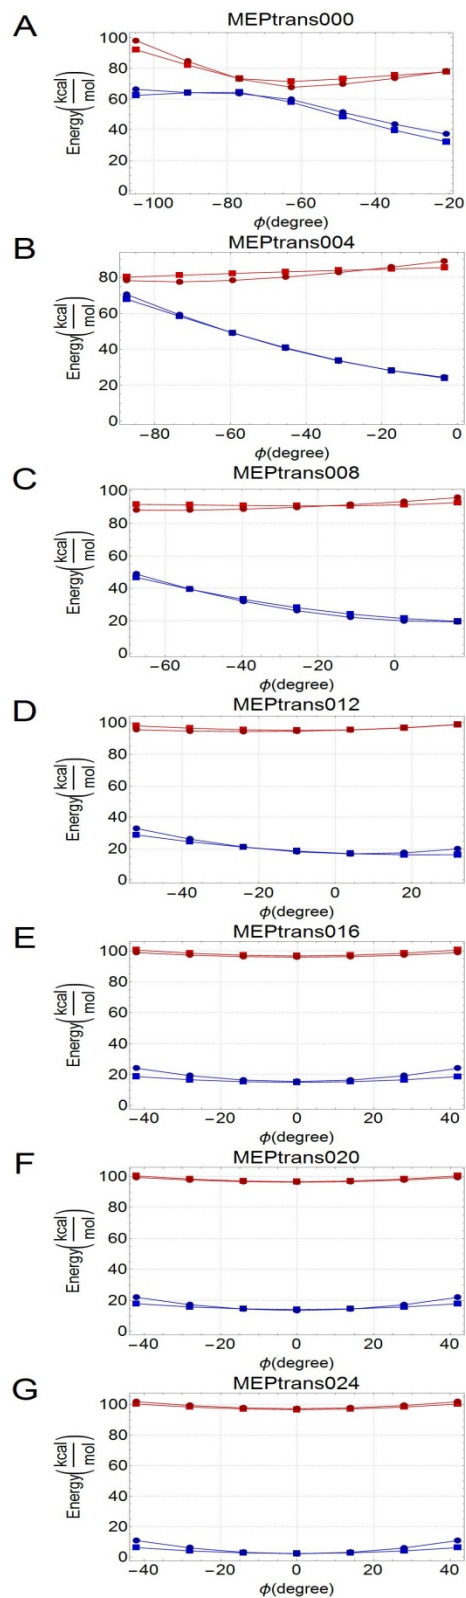 A
MEPtrans000
Energy(kcal/mol)
100
80
60
40
20
0
−100 −80 −60 −40 −20
ϕ(degree)
B
MEPtrans004
Energy(kcal/mol)
80
60
40
20
0
−80 −60 −40 −20 0
ϕ(degree)
C
MEPtrans008
Energy(kcal/mol)
100
80
60
40
20
0
−60 −40 −20 0
ϕ(degree)
D
MEPtrans012
Energy(kcal/mol)
100
80
60
40
20
0
−40 −20 0 20
ϕ(degree)
E
MEPtrans016
Energy(kcal/mol)
100
80
60
40
20
0
−40 −20 0 20 40
ϕ(degree)
F
MEPtrans020
Energy(kcal/mol)
100
80
60
40
20
0
−40 −20 0 20 40
ϕ(degree)
G
MEPtrans024
Energy(kcal/mol)
100
80
60
40
20
0
−40 −20 0 20 40
ϕ(degree)